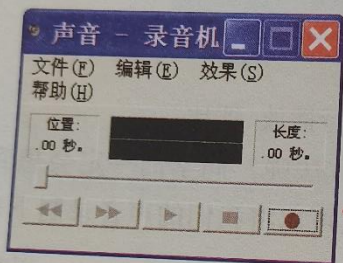 声音 - 录音机
文件(F) 编辑(E) 效果(S)
帮助(H)
位置:
.00 秒。
长度:
.00 秒。